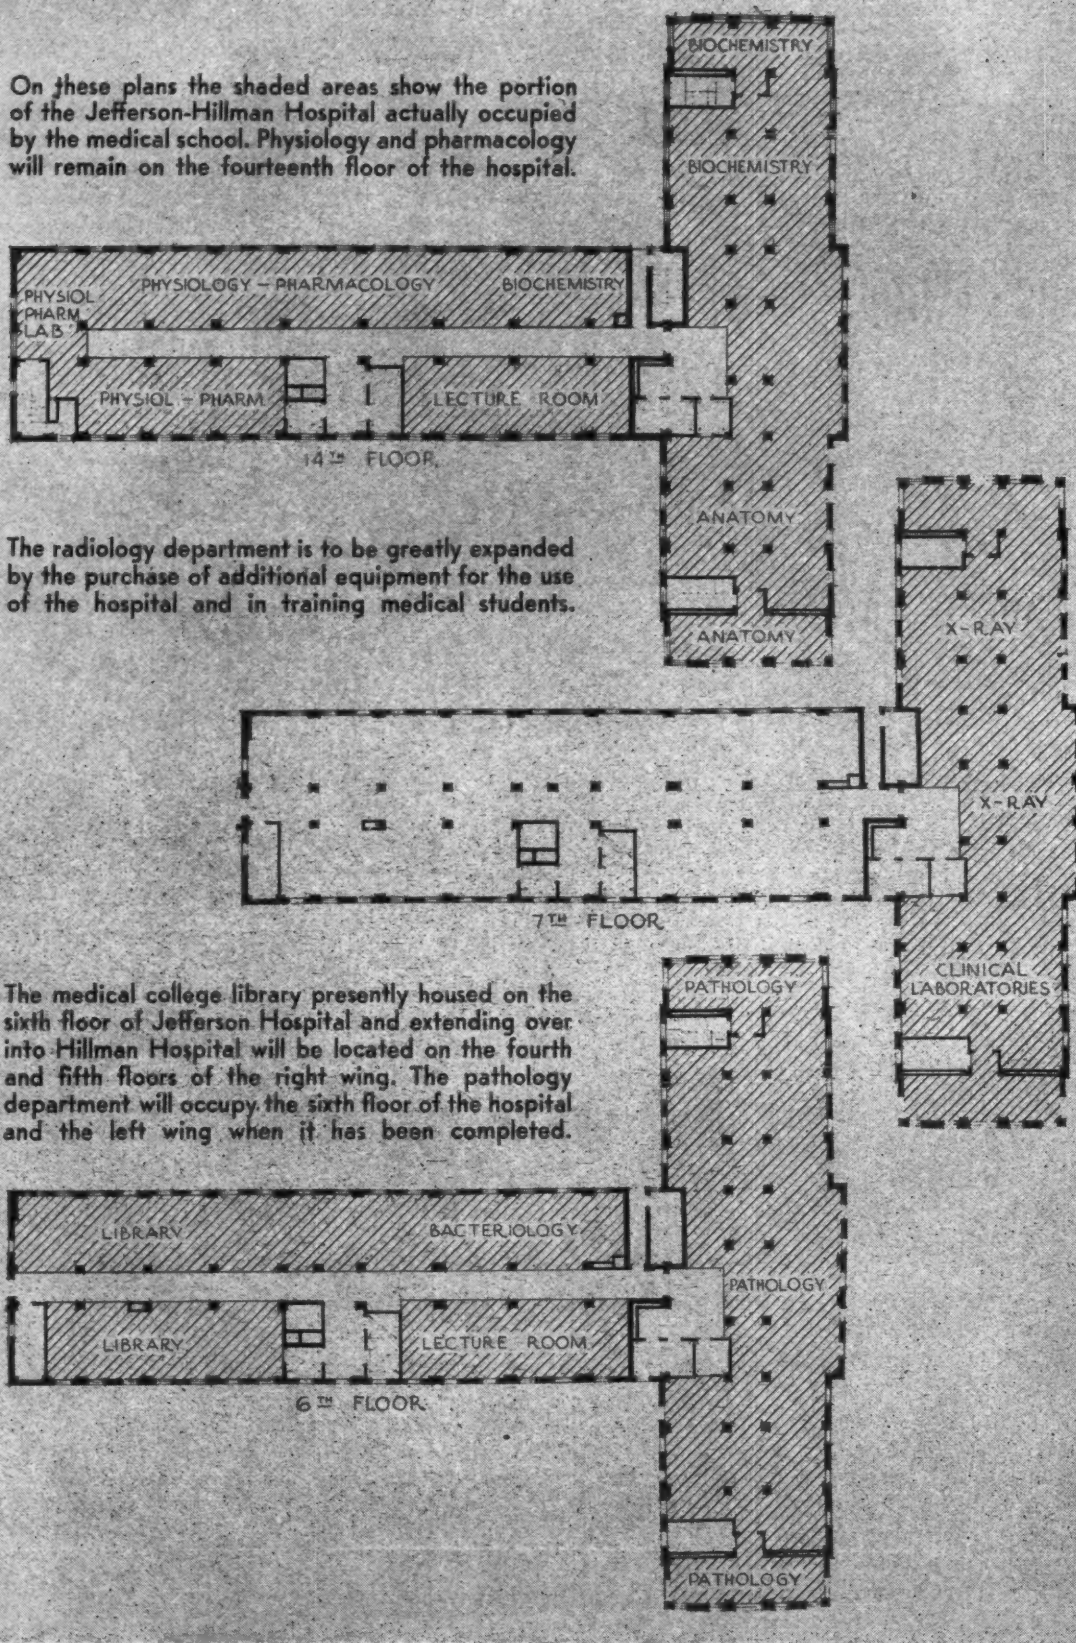 On these plans the shaded areas show the portion
of the Jefferson-Hillman Hospital actually occupied
by the medical school. Physiology and pharmacology
will remain on the fourteenth floor of the hospital.
BIOCHEMISTRY
BIOCHEMISTRY
PHYSIOLOGY - PHARMACOLOGY
BIOCHEMISTRY
PHYSIOL
PHARM
LAB.
PHYSIOL - PHARM
LECTURE ROOM
14TH FLOOR.
ANATOMY
ANATOMY
The radiology department is to be greatly expanded
by the purchase of additional equipment for the use
of the hospital and in training medical students.
X-RAY
X-RAY
7TH FLOOR
CLINICAL
LABORATORIES
The medical college library presently housed on the
sixth floor of Jefferson Hospital and extending over
into Hillman Hospital will be located on the fourth
and fifth floors of the right wing. The pathology
department will occupy the sixth floor of the hospital
and the left wing when it has been completed.
PATHOLOGY
LIBRARY
BACTERIOLOGY
PATHOLOGY
LIBRARY
LECTURE ROOM
6TH FLOOR
PATHOLOGY